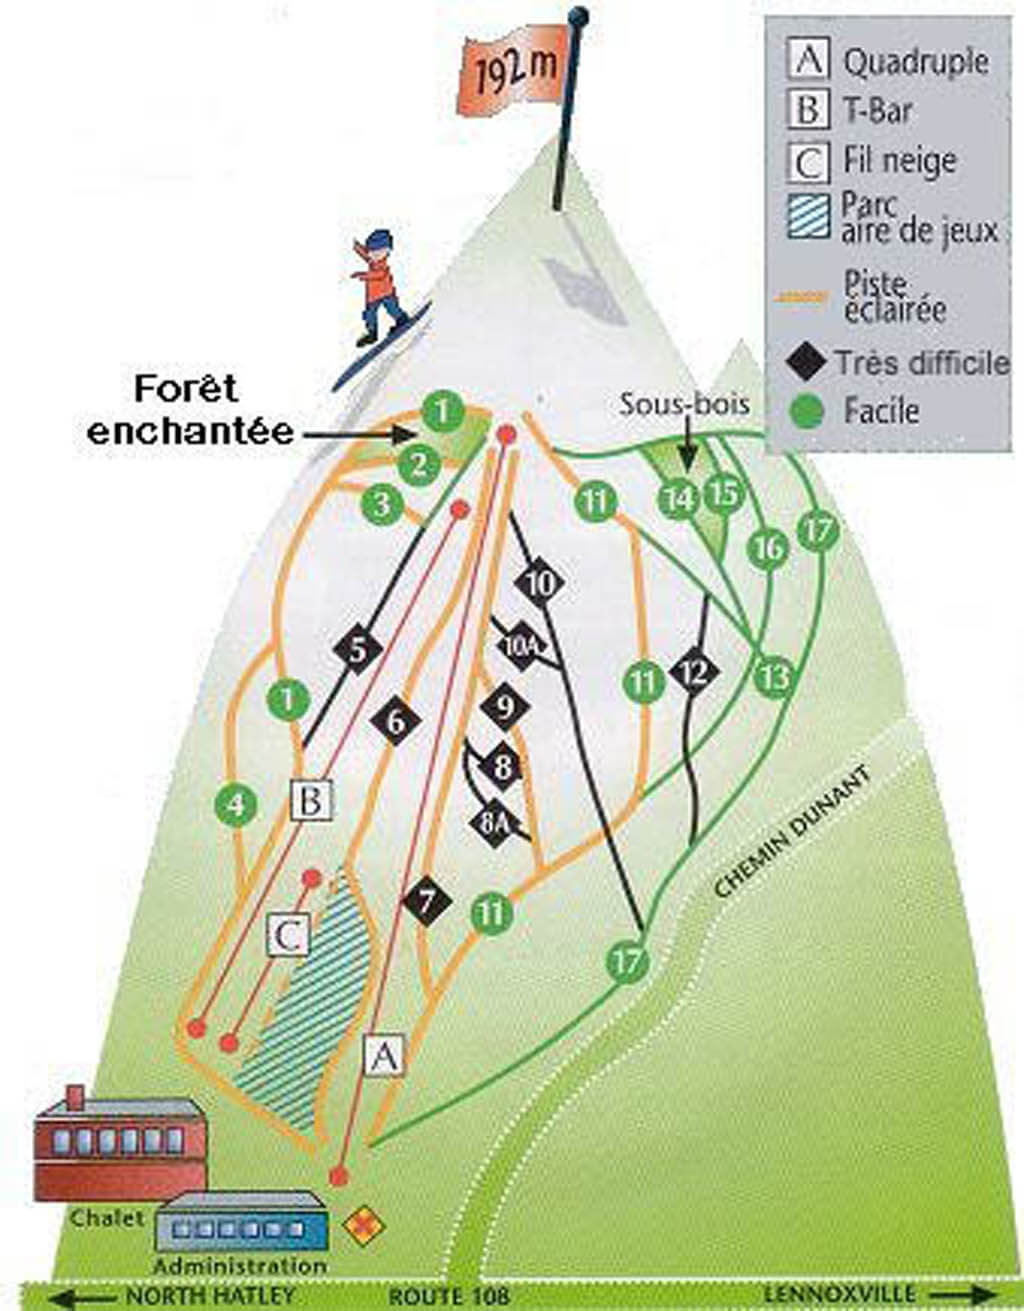 192 m
A Quadruple
B T-Bar
C Fil neige
Parc
aire de jeux
Piste
éclairée
Très difficile
Facile
Forêt
enchantée
Sous-bois
1
2
3
11
14
15
16
17
10
5
10A
1
6
9
11
12
13
8
B
4
8A
7
11
C
17
A
CHEMIN DUNANT
Chalet
Administration
NORTH HATLEY
ROUTE 108
LENNOXVILLE